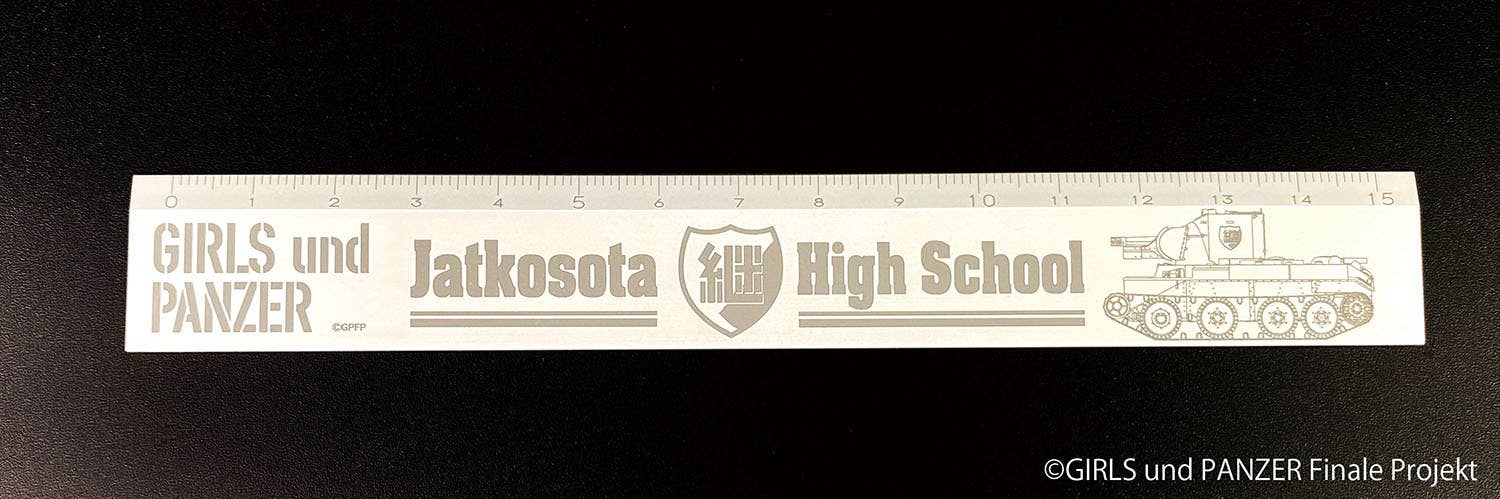 0 1 2 3 4 5 6 7 8 9 10 11 12 13 14 15
GIRLS und
PANZER
©GPFP
Jatkosota 継 High School
継
©GIRLS und PANZER Finale Projekt